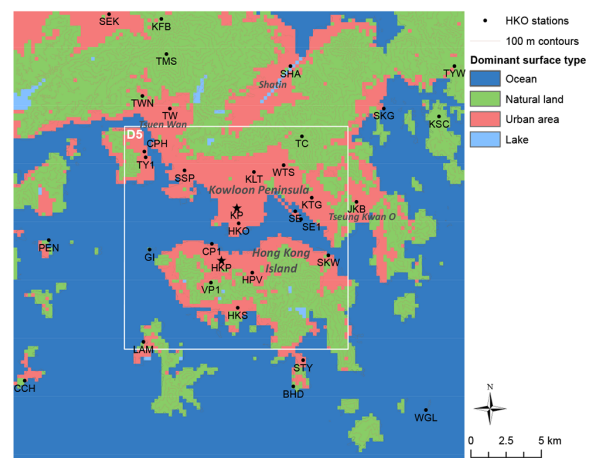 SEK
KFB
HKO stations
100 m contours
TMS
Dominant surface type
SHA
TYW
Ocean
Shatin
Natural land
TWN
TW
SKG
Urban area
KSC
Tsuen Wan
D5
Lake
CPH
TC
TY1
SSP
KLT
WTS
Kowloon Peninsula
KTG
JKB
KP
SE
SE1
Tseung Kwan O
HKO
PEN
GI
CP1
Hong Kong
Island
HKP
SKW
HPV
VP1
HKS
LAM
STY
CCH
BHD
WGL
N
0 2.5 5 km